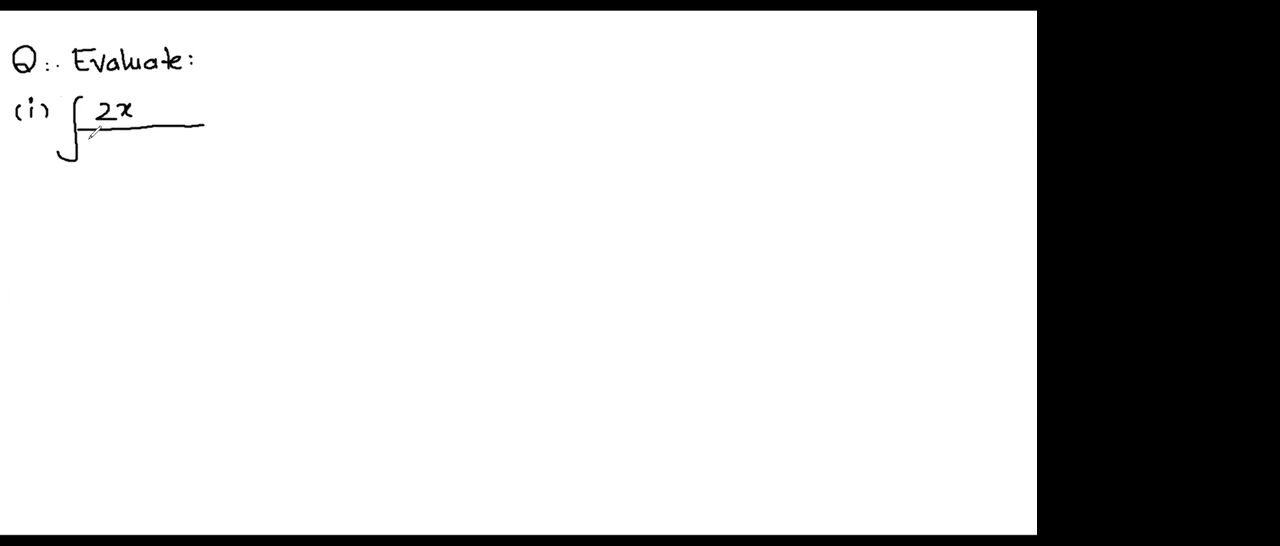 Q:. Evaluate:
(i) ∫ 2x